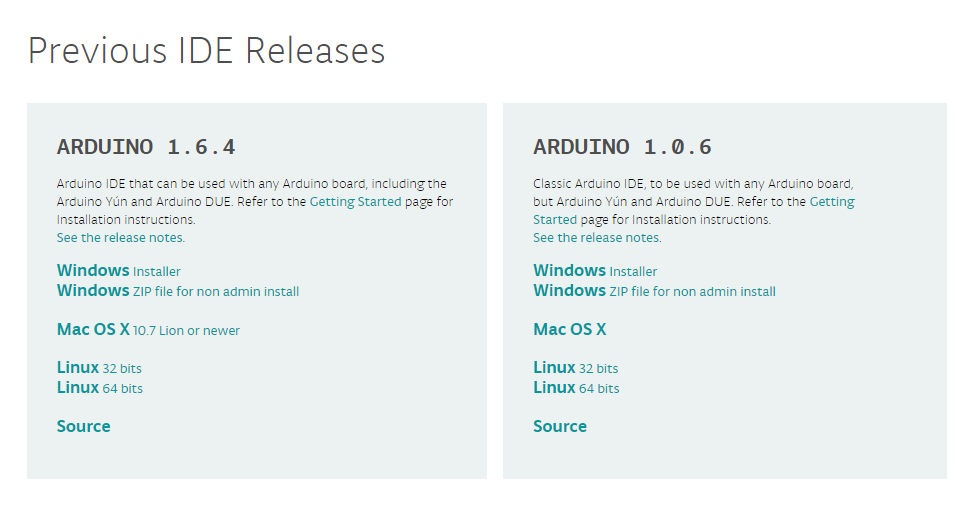 Previous IDE Releases
ARDUINO 1.6.4
Arduino IDE that can be used with any Arduino board, including the
Arduino Yún and Arduino DUE. Refer to the Getting Started page for
Installation instructions.
See the release notes.
Windows Installer
Windows ZIP file for non admin install
Mac OS X 10.7 Lion or newer
Linux 32 bits
Linux 64 bits
Source
ARDUINO 1.0.6
Classic Arduino IDE, to be used with any Arduino board,
but Arduino Yún and Arduino DUE. Refer to the Getting
Started page for Installation instructions.
See the release notes.
Windows Installer
Windows ZIP file for non admin install
Mac OS X
Linux 32 bits
Linux 64 bits
Source